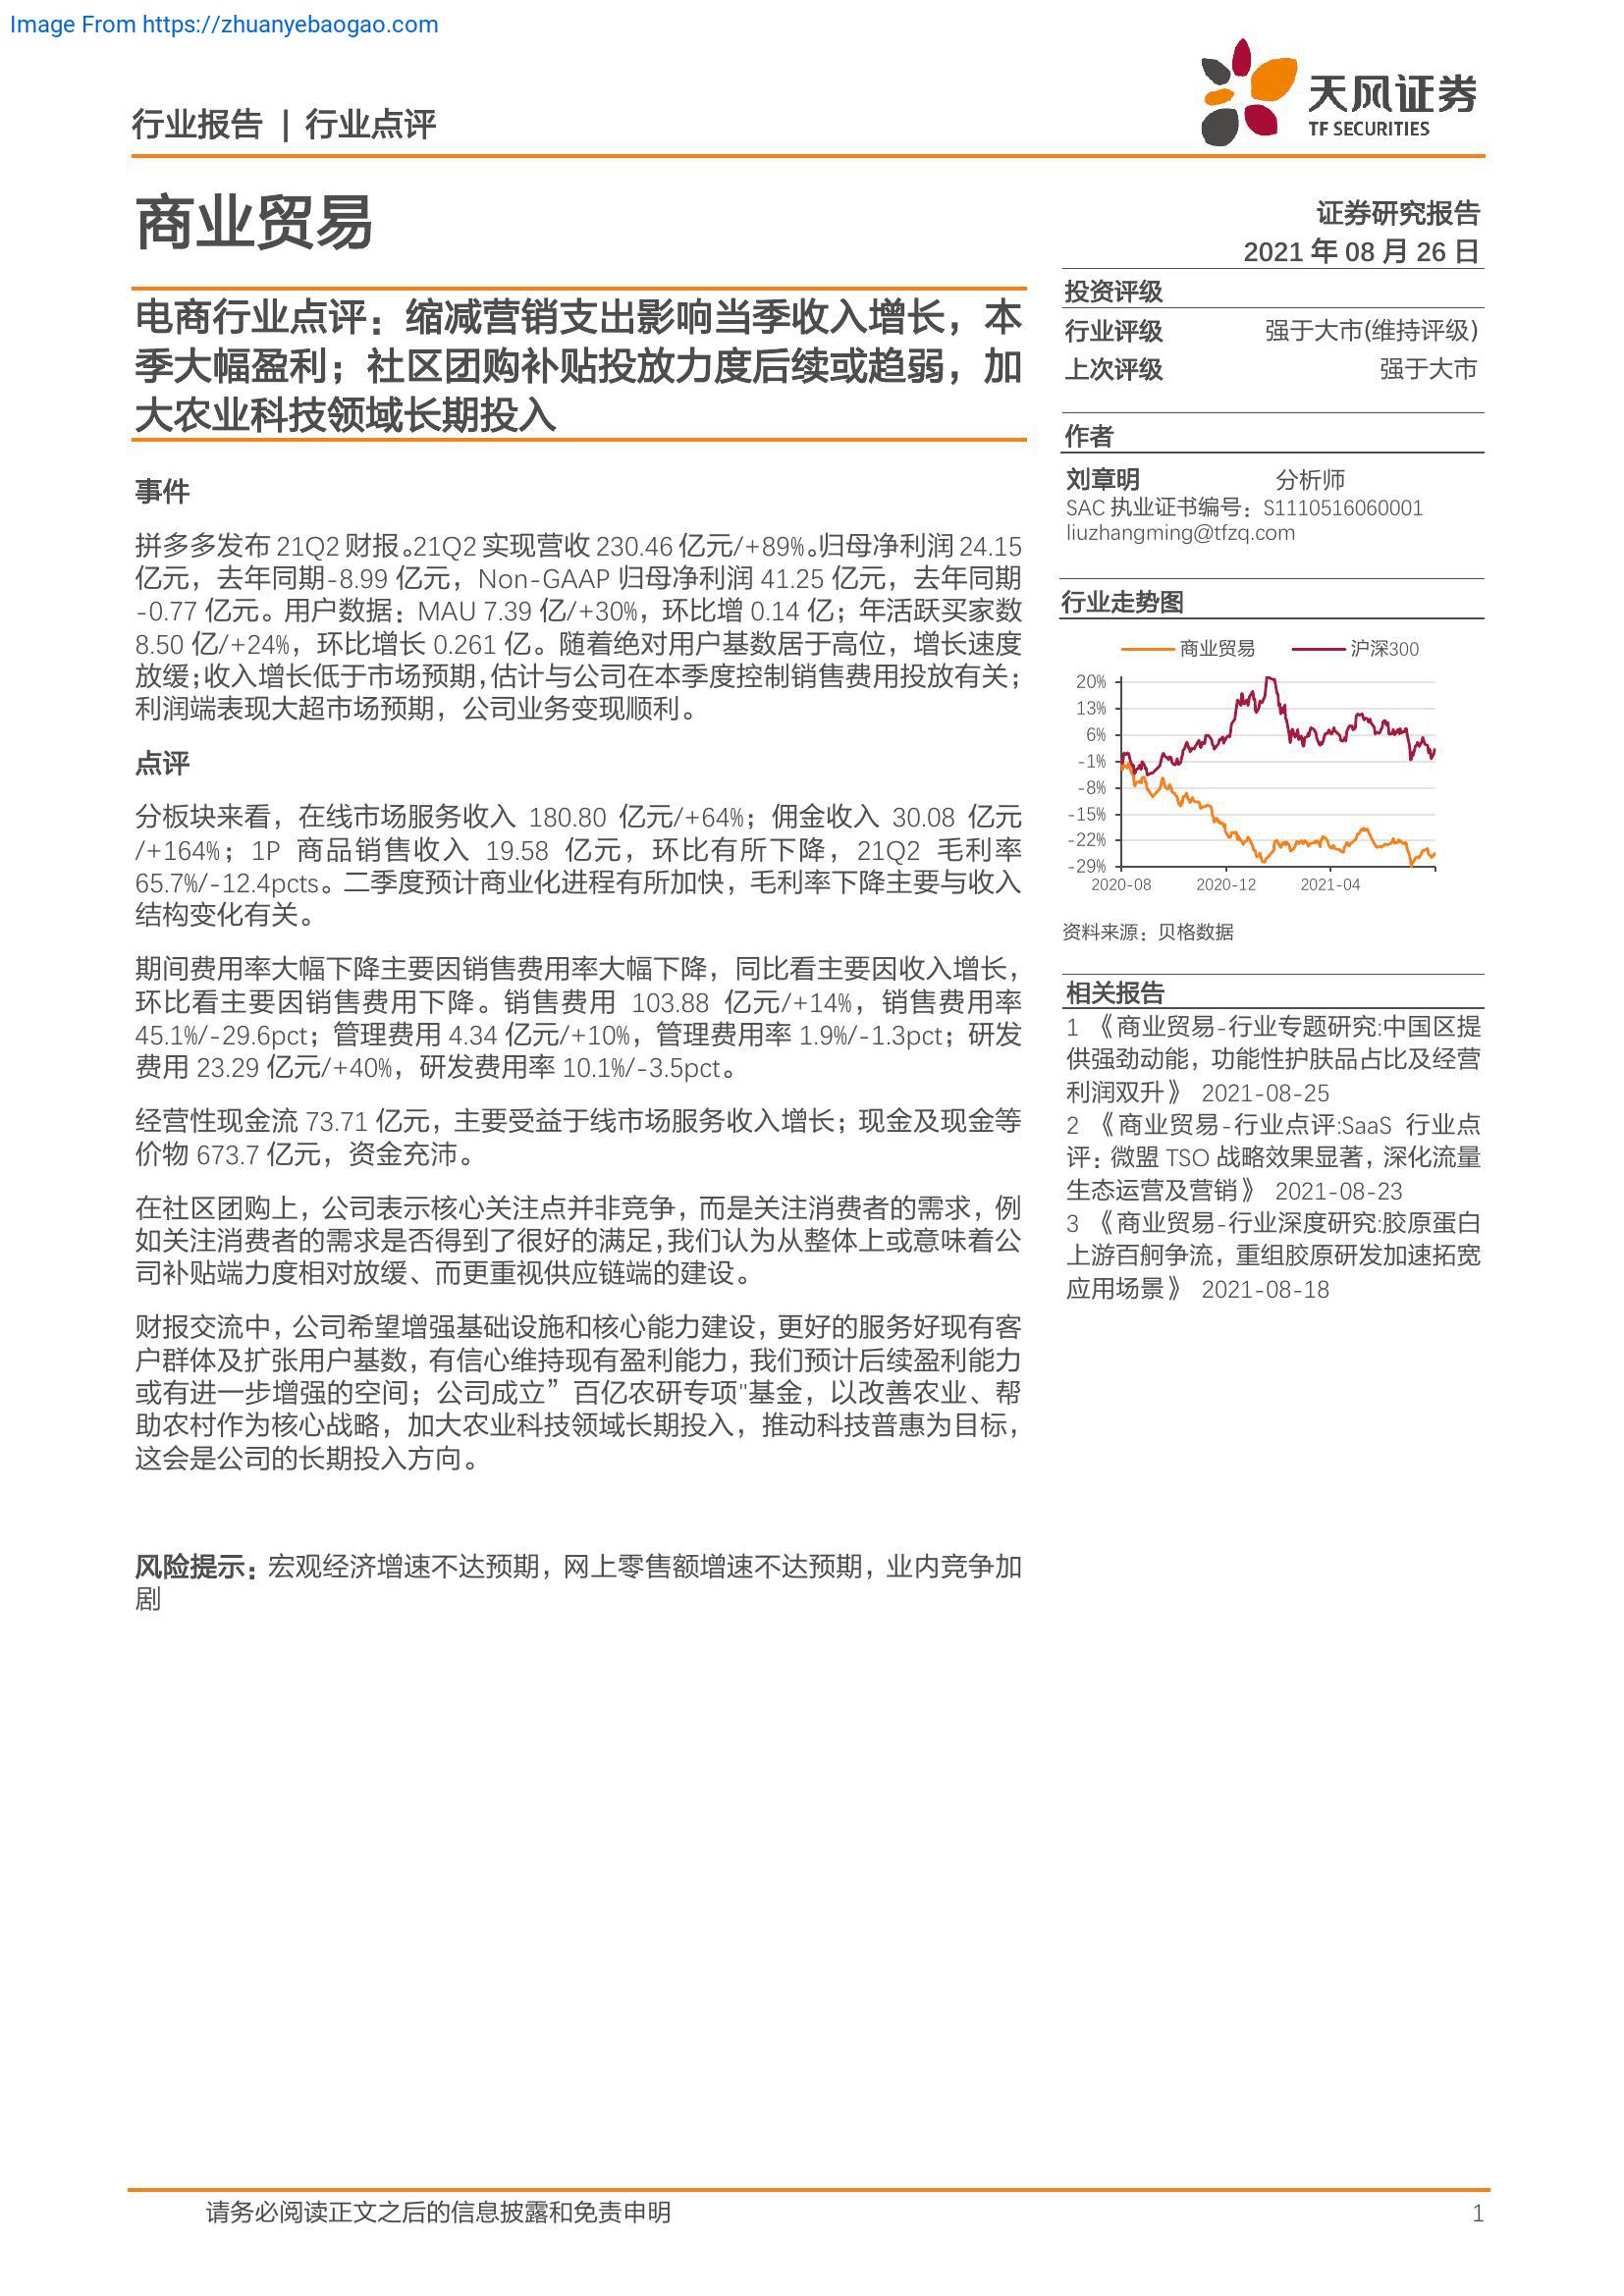 Image From https://zhuanyebaogao.com
行业报告 | 行业点评
天风证券
TF SECURITIES
商业贸易
证券研究报告
2021 年 08 月 26 日
电商行业点评：缩减营销支出影响当季收入增长，本
季大幅盈利；社区团购补贴投放力度后续或趋弱，加
大农业科技领域长期投入
事件
拼多多发布 21Q2 财报。21Q2 实现营收 230.46 亿元/+89%。归母净利润 24.15
亿元，去年同期-8.99 亿元，Non-GAAP 归母净利润 41.25 亿元，去年同期
-0.77 亿元。用户数据：MAU 7.39 亿/+30%，环比增 0.14 亿；年活跃买家数
8.50 亿/+24%，环比增长 0.261 亿。随着绝对用户基数居于高位，增长速度
放缓；收入增长低于市场预期，估计与公司在本季度控制销售费用投放有关；
利润端表现大超市场预期，公司业务变现顺利。
点评
分板块来看，在线市场服务收入 180.80 亿元/+64%；佣金收入 30.08 亿元
/+164%；1P 商品销售收入 19.58 亿元，环比有所下降，21Q2 毛利率
65.7%/-12.4pcts。二季度预计商业化进程有所加快，毛利率下降主要与收入
结构变化有关。
期间费用率大幅下降主要因销售费用率大幅下降，同比看主要因收入增长，
环比看主要因销售费用下降。销售费用 103.88 亿元/+14%，销售费用率
45.1%/-29.6pct；管理费用 4.34 亿元/+10%，管理费用率 1.9%/-1.3pct；研发
费用 23.29 亿元/+40%，研发费用率 10.1%/-3.5pct。
经营性现金流 73.71 亿元，主要受益于线市场服务收入增长；现金及现金等
价物 673.7 亿元，资金充沛。
在社区团购上，公司表示核心关注点并非竞争，而是关注消费者的需求，例
如关注消费者的需求是否得到了很好的满足，我们认为从整体上或意味着公
司补贴端力度相对放缓、而更重视供应链端的建设。
财报交流中，公司希望增强基础设施和核心能力建设，更好的服务好现有客
户群体及扩张用户基数，有信心维持现有盈利能力，我们预计后续盈利能力
或有进一步增强的空间；公司成立”百亿农研专项"基金，以改善农业、帮
助农村作为核心战略，加大农业科技领域长期投入，推动科技普惠为目标，
这会是公司的长期投入方向。
风险提示：宏观经济增速不达预期，网上零售额增速不达预期，业内竞争加
剧
投资评级
行业评级 强于大市(维持评级)
上次评级 强于大市
作者
刘章明 分析师
SAC 执业证书编号：S1110516060001
liuzhangming@tfzq.com
行业走势图
商业贸易 沪深300
20%
13%
6%
-1%
-8%
-15%
-22%
-29%
2020-08 2020-12 2021-04
资料来源：贝格数据
相关报告
1 《商业贸易-行业专题研究:中国区提
供强劲动能，功能性护肤品占比及经营
利润双升》 2021-08-25
2 《商业贸易-行业点评:SaaS 行业点
评：微盟 TSO 战略效果显著，深化流量
生态运营及营销》 2021-08-23
3 《商业贸易-行业深度研究:胶原蛋白
上游百舸争流，重组胶原研发加速拓宽
应用场景》 2021-08-18
请务必阅读正文之后的信息披露和免责申明 1